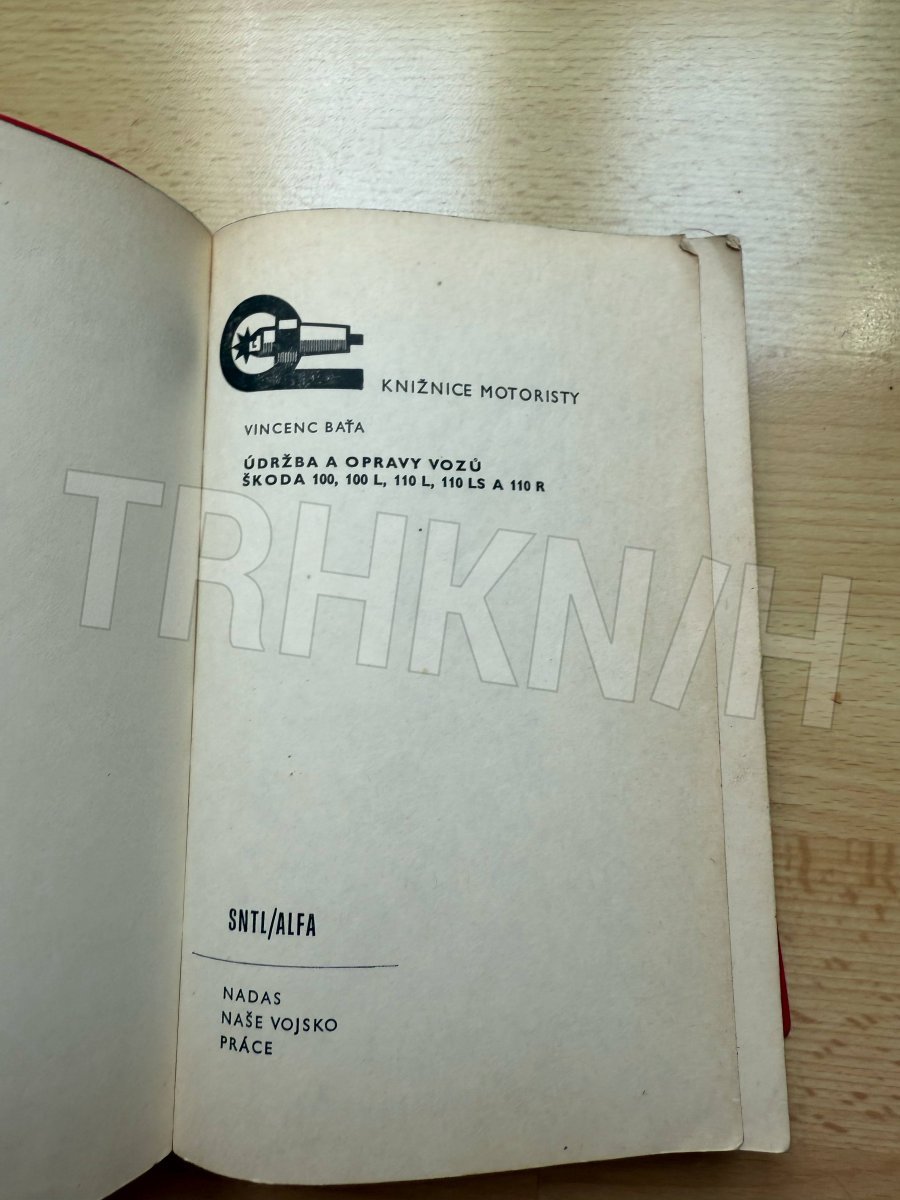 KNIŽNICE MOTORISTY
VINCENC BAŤA
ÚDRŽBA A OPRAVY VOZŮ
ŠKODA 100, 100 L, 110 L, 110 LS A 110 R
TRHKNIH
SNTL/ALFA
NADAS
NAŠE VOJSKO
PRÁCE